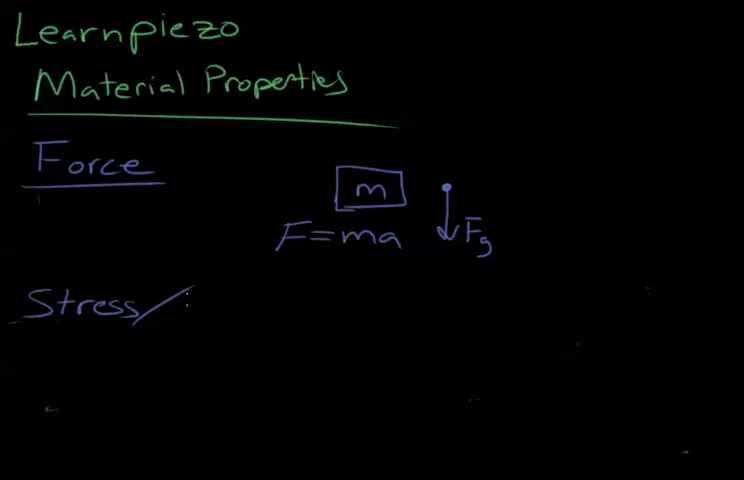 Learnpiezo
Material Properties
Force
m
F=ma
Fg
Stress/